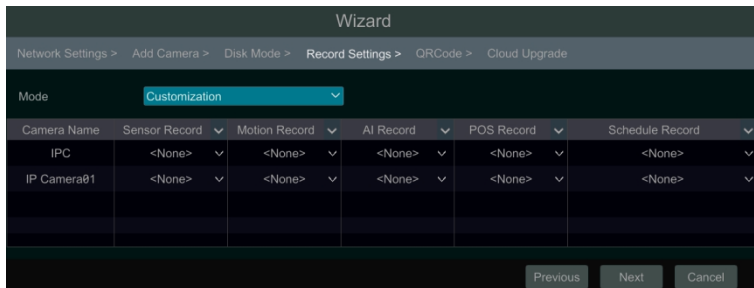 Wizard
Network Settings > Add Camera > Disk Mode > Record Settings > QRCode > Cloud Upgrade
Mode Customization
Camera Name Sensor Record Motion Record AI Record POS Record Schedule Record
IPC <None> <None> <None> <None> <None>
IP Camera01 <None> <None> <None> <None> <None>
Previous Next Cancel